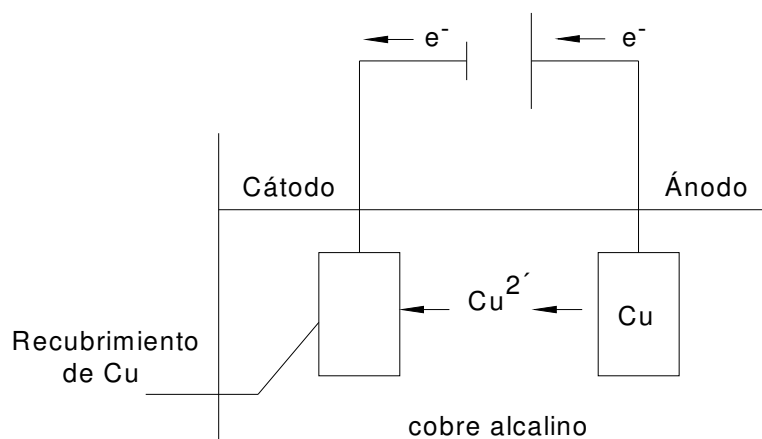 e- e-
Cátodo Ánodo
Cu2´ Cu
Recubrimiento
de Cu
cobre alcalino